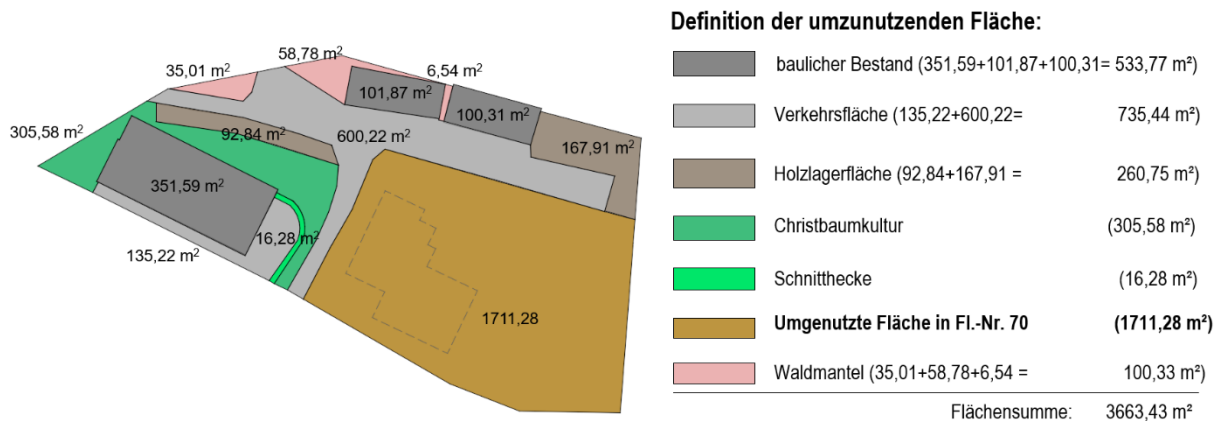 58,78 m²
35,01 m²
6,54 m²
101,87 m²
100,31 m²
305,58 m²
92,84 m²
600,22 m²
167,91 m²
351,59 m²
16,28 m²
135,22 m²
1711,28
Definition der umzunutzenden Fläche:
baulicher Bestand (351,59+101,87+100,31= 533,77 m²)
Verkehrsfläche (135,22+600,22= 735,44 m²)
Holzlagerfläche (92,84+167,91 = 260,75 m²)
Christbaumkultur (305,58 m²)
Schnitthecke (16,28 m²)
Umgenutzte Fläche in Fl.-Nr. 70 (1711,28 m²)
Waldmantel (35,01+58,78+6,54 = 100,33 m²)
Flächensumme: 3663,43 m²